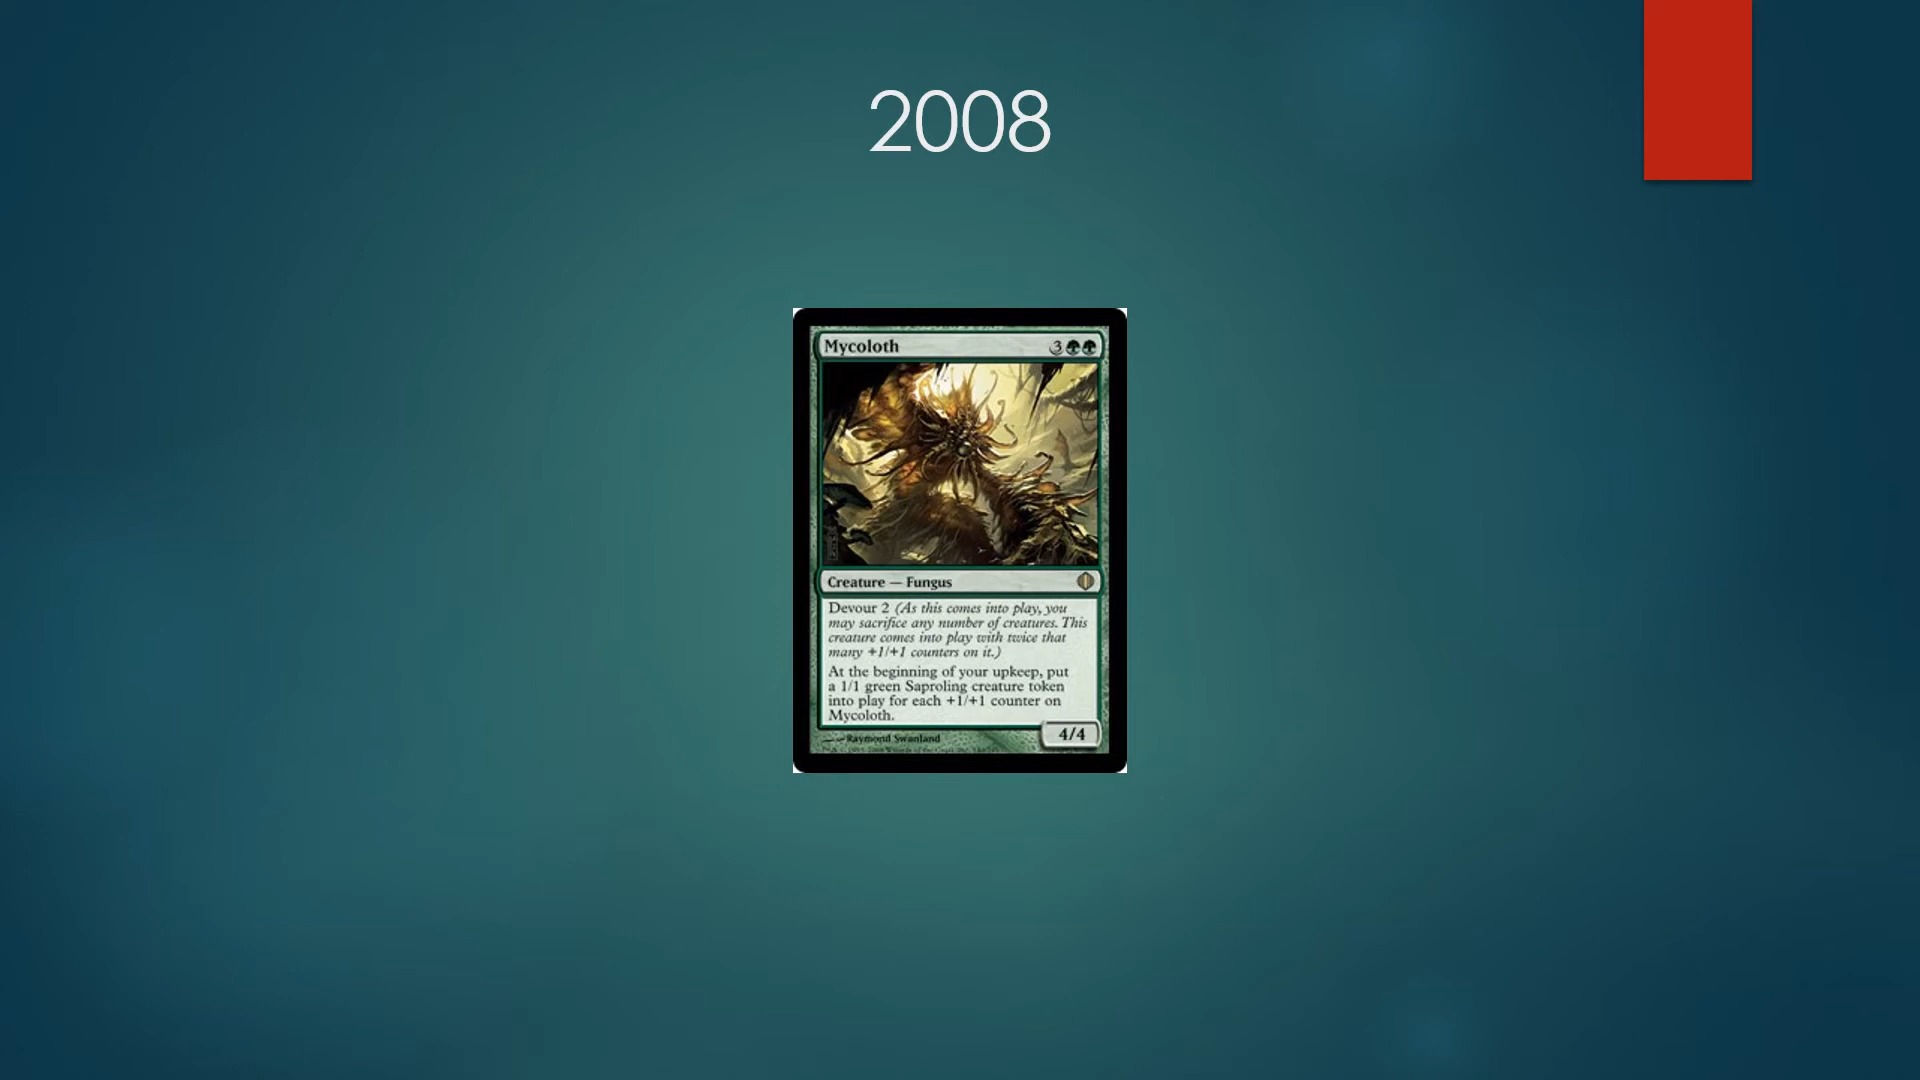 2008
Mycoloth
3
Creature — Fungus
Devour 2 (As this comes into play, you
may sacrifice any number of creatures. This
creature comes into play with twice that
many +1/+1 counters on it.)
At the beginning of your upkeep, put
a 1/1 green Saproling creature token
into play for each +1/+1 counter on
Mycoloth.
4/4
Raymond Swanland